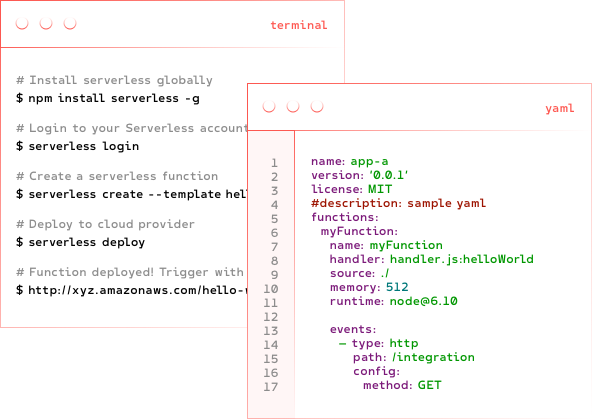 terminal
# Install serverless globally
$ npm install serverless -g
# Login to your Serverless account
$ serverless login
# Create a serverless function
$ serverless create --template
# Deploy to cloud provider
$ serverless deploy
# Function deployed! Trigger with
$ http://xyz.amazonaws.com/hello-
yaml
1 name: app-a
2 version: '0.0.1'
3 license: MIT
4 #description: sample yaml
5 functions:
6 myFunction:
7 name: myFunction
8 handler: handler.js:helloWorld
9 source: ./
10 memory: 512
11 runtime: node@6.10
12
13 events:
14 – type: http
15 path: /integration
16 config:
17 method: GET